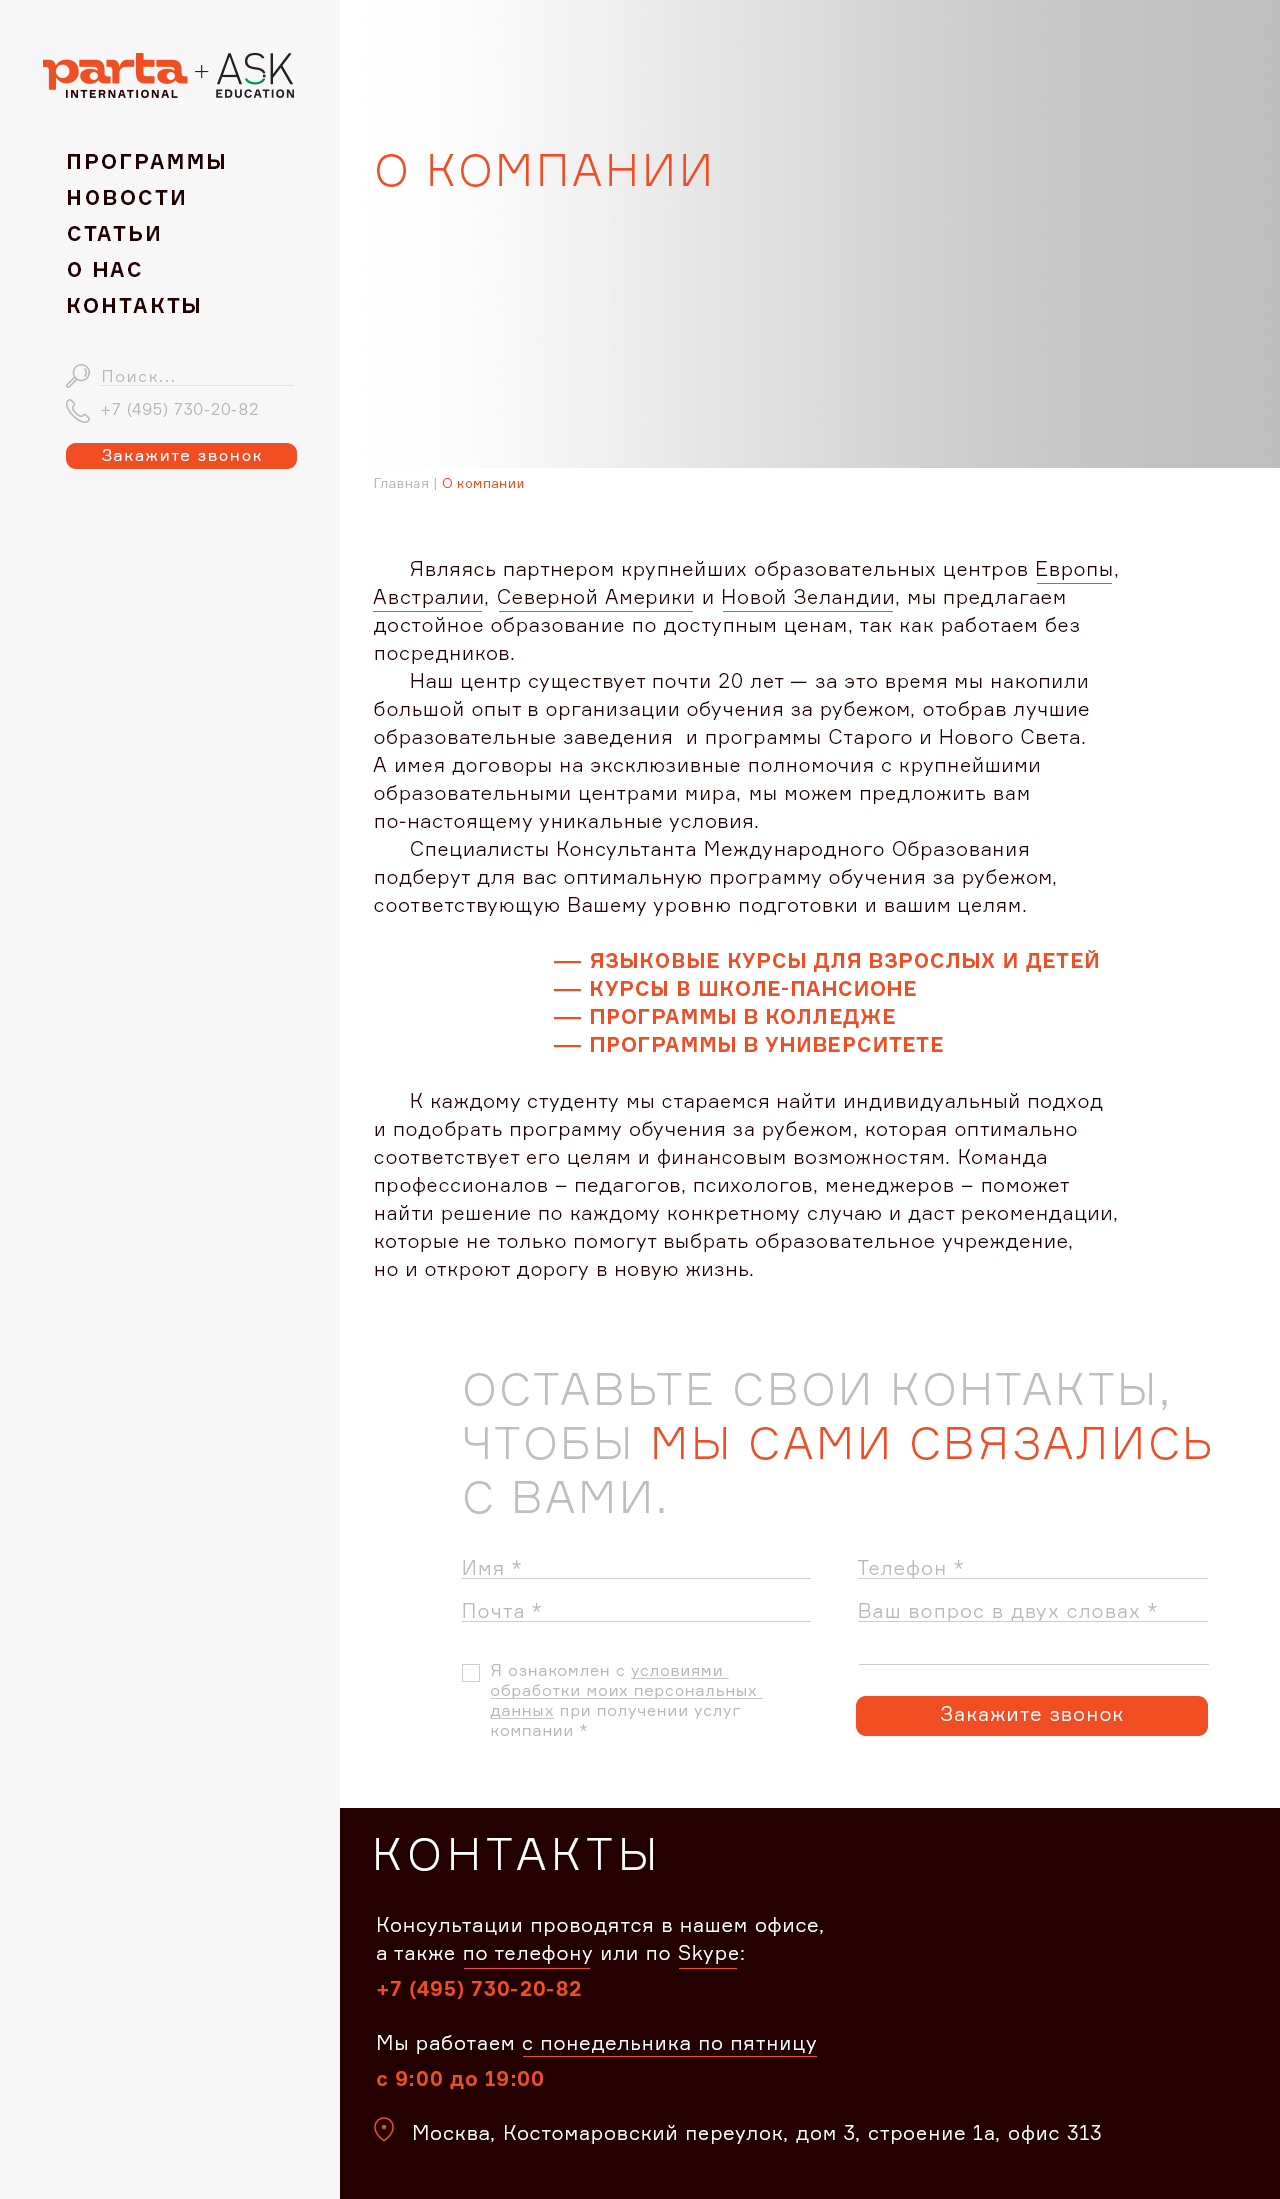 parta + ASK
INTERNATIONAL EDUCATION
ПРОГРАММЫ
НОВОСТИ
СТАТЬИ
О НАС
КОНТАКТЫ
Поиск...
+7 (495) 730-20-82
Закажите звонок
О КОМПАНИИ
Главная | О компании
Являясь партнером крупнейших образовательных центров Европы,
Австралии, Северной Америки и Новой Зеландии, мы предлагаем
достойное образование по доступным ценам, так как работаем без
посредников.
Наш центр существует почти 20 лет — за это время мы накопили
большой опыт в организации обучения за рубежом, отобрав лучшие
образовательные заведения  и программы Старого и Нового Света.
А имея договоры на эксклюзивные полномочия с крупнейшими
образовательными центрами мира, мы можем предложить вам
по-настоящему уникальные условия.
Специалисты Консультанта Международного Образования
подберут для вас оптимальную программу обучения за рубежом,
соответствующую Вашему уровню подготовки и вашим целям.
— ЯЗЫКОВЫЕ КУРСЫ ДЛЯ ВЗРОСЛЫХ И ДЕТЕЙ
— КУРСЫ В ШКОЛЕ-ПАНСИОНЕ
— ПРОГРАММЫ В КОЛЛЕДЖЕ
— ПРОГРАММЫ В УНИВЕРСИТЕТЕ
К каждому студенту мы стараемся найти индивидуальный подход
и подобрать программу обучения за рубежом, которая оптимально
соответствует его целям и финансовым возможностям. Команда
профессионалов – педагогов, психологов, менеджеров – поможет
найти решение по каждому конкретному случаю и даст рекомендации,
которые не только помогут выбрать образовательное учреждение,
но и откроют дорогу в новую жизнь.
ОСТАВЬТЕ СВОИ КОНТАКТЫ,
ЧТОБЫ МЫ САМИ СВЯЗАЛИСЬ
С ВАМИ.
Имя *
Телефон *
Почта *
Ваш вопрос в двух словах *
Я ознакомлен с условиями
обработки моих персональных
данных при получении услуг
компании *
Закажите звонок
КОНТАКТЫ
Консультации проводятся в нашем офисе,
а также по телефону или по Skype:
+7 (495) 730-20-82
Мы работаем с понедельника по пятницу
с 9:00 до 19:00
Москва, Костомаровский переулок, дом 3, строение 1а, офис 313